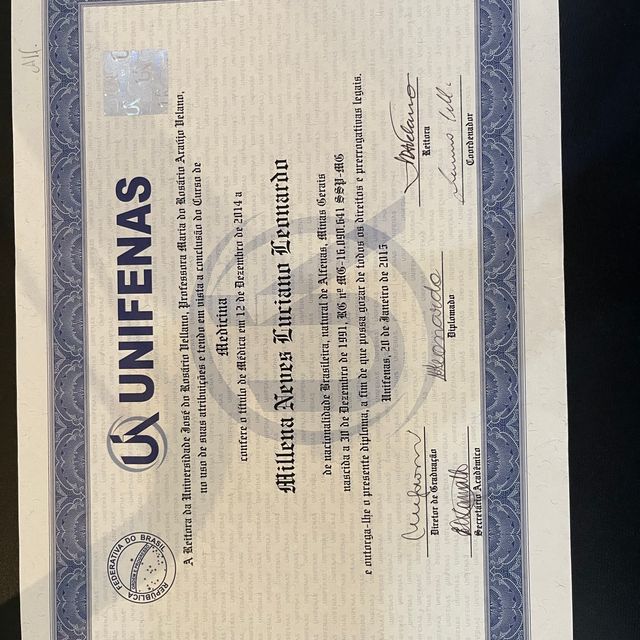 UNIFENAS
REPÚBLICA FEDERATIVA DO BRASIL
A Reitora da Universidade José do Rosário Vellano, Professora Maria do Rosário Araújo Velano,
no uso de suas atribuições e tendo em vista a conclusão do Curso de
Medicina
confere o título de Médica em 12 de Dezembro de 2014 a
Millena Neves Luciano Leonardo
de nacionalidade Brasileira, natural de Alfenas, Minas Gerais
nascida a 30 de Dezembro de 1991, RG nº MG-16.090.641 SSP-MG
e outorga-lhe o presente diploma, a fim de que possa gozar de todos os direitos e prerrogativas legais.
Unifenas, 20 de Janeiro de 2015
Diretor de Graduação
Diplomado
Reitora
Secretário Acadêmico
Coordenador